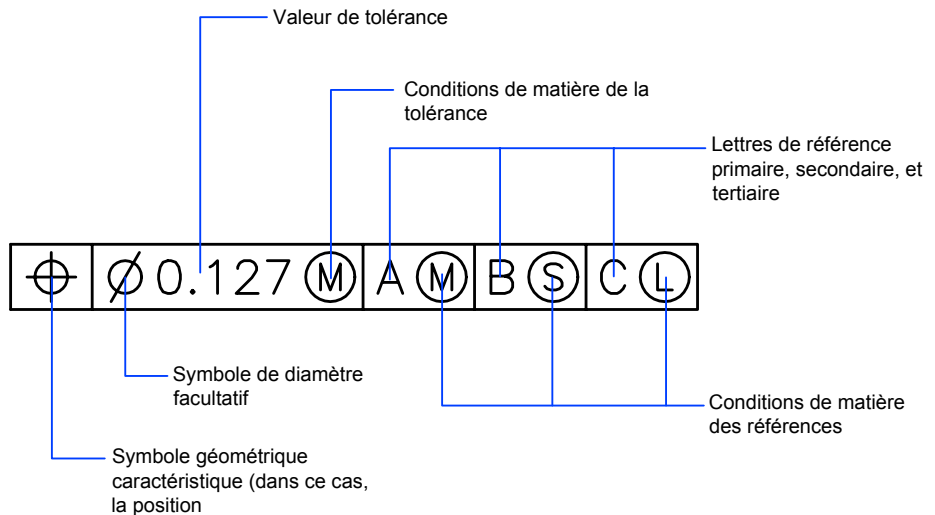 Valeur de tolérance
Conditions de matière de la
tolérance
Lettres de référence
primaire, secondaire, et
tertiaire
⌖ ⌀ 0.127 Ⓜ A Ⓜ B Ⓢ C Ⓛ
Symbole de diamètre
facultatif
Conditions de matière
des références
Symbole géométrique
caractéristique (dans ce cas,
la position